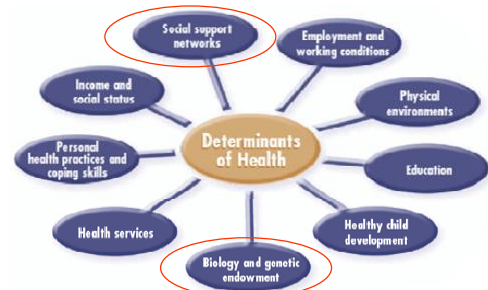 Social support
networks
Employment and
working conditions
Income and
social status
Physical
environments
Determinants
of Health
Personal
health practices and
coping skills
Education
Health services
Healthy child
development
Biology and genetic
endowment